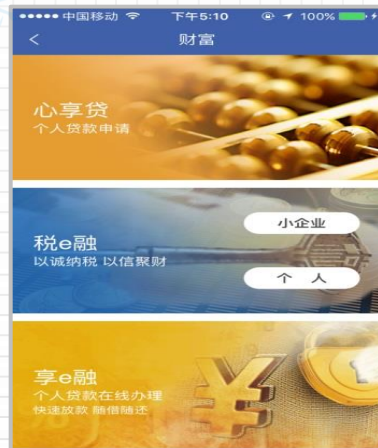 中国移动 下午5:10 100%
财富
心享贷
个人贷款申请
小企业
税e融
以诚纳税 以信聚财
个 人
享e融
个人贷款在线办理
快速放款 随借随还